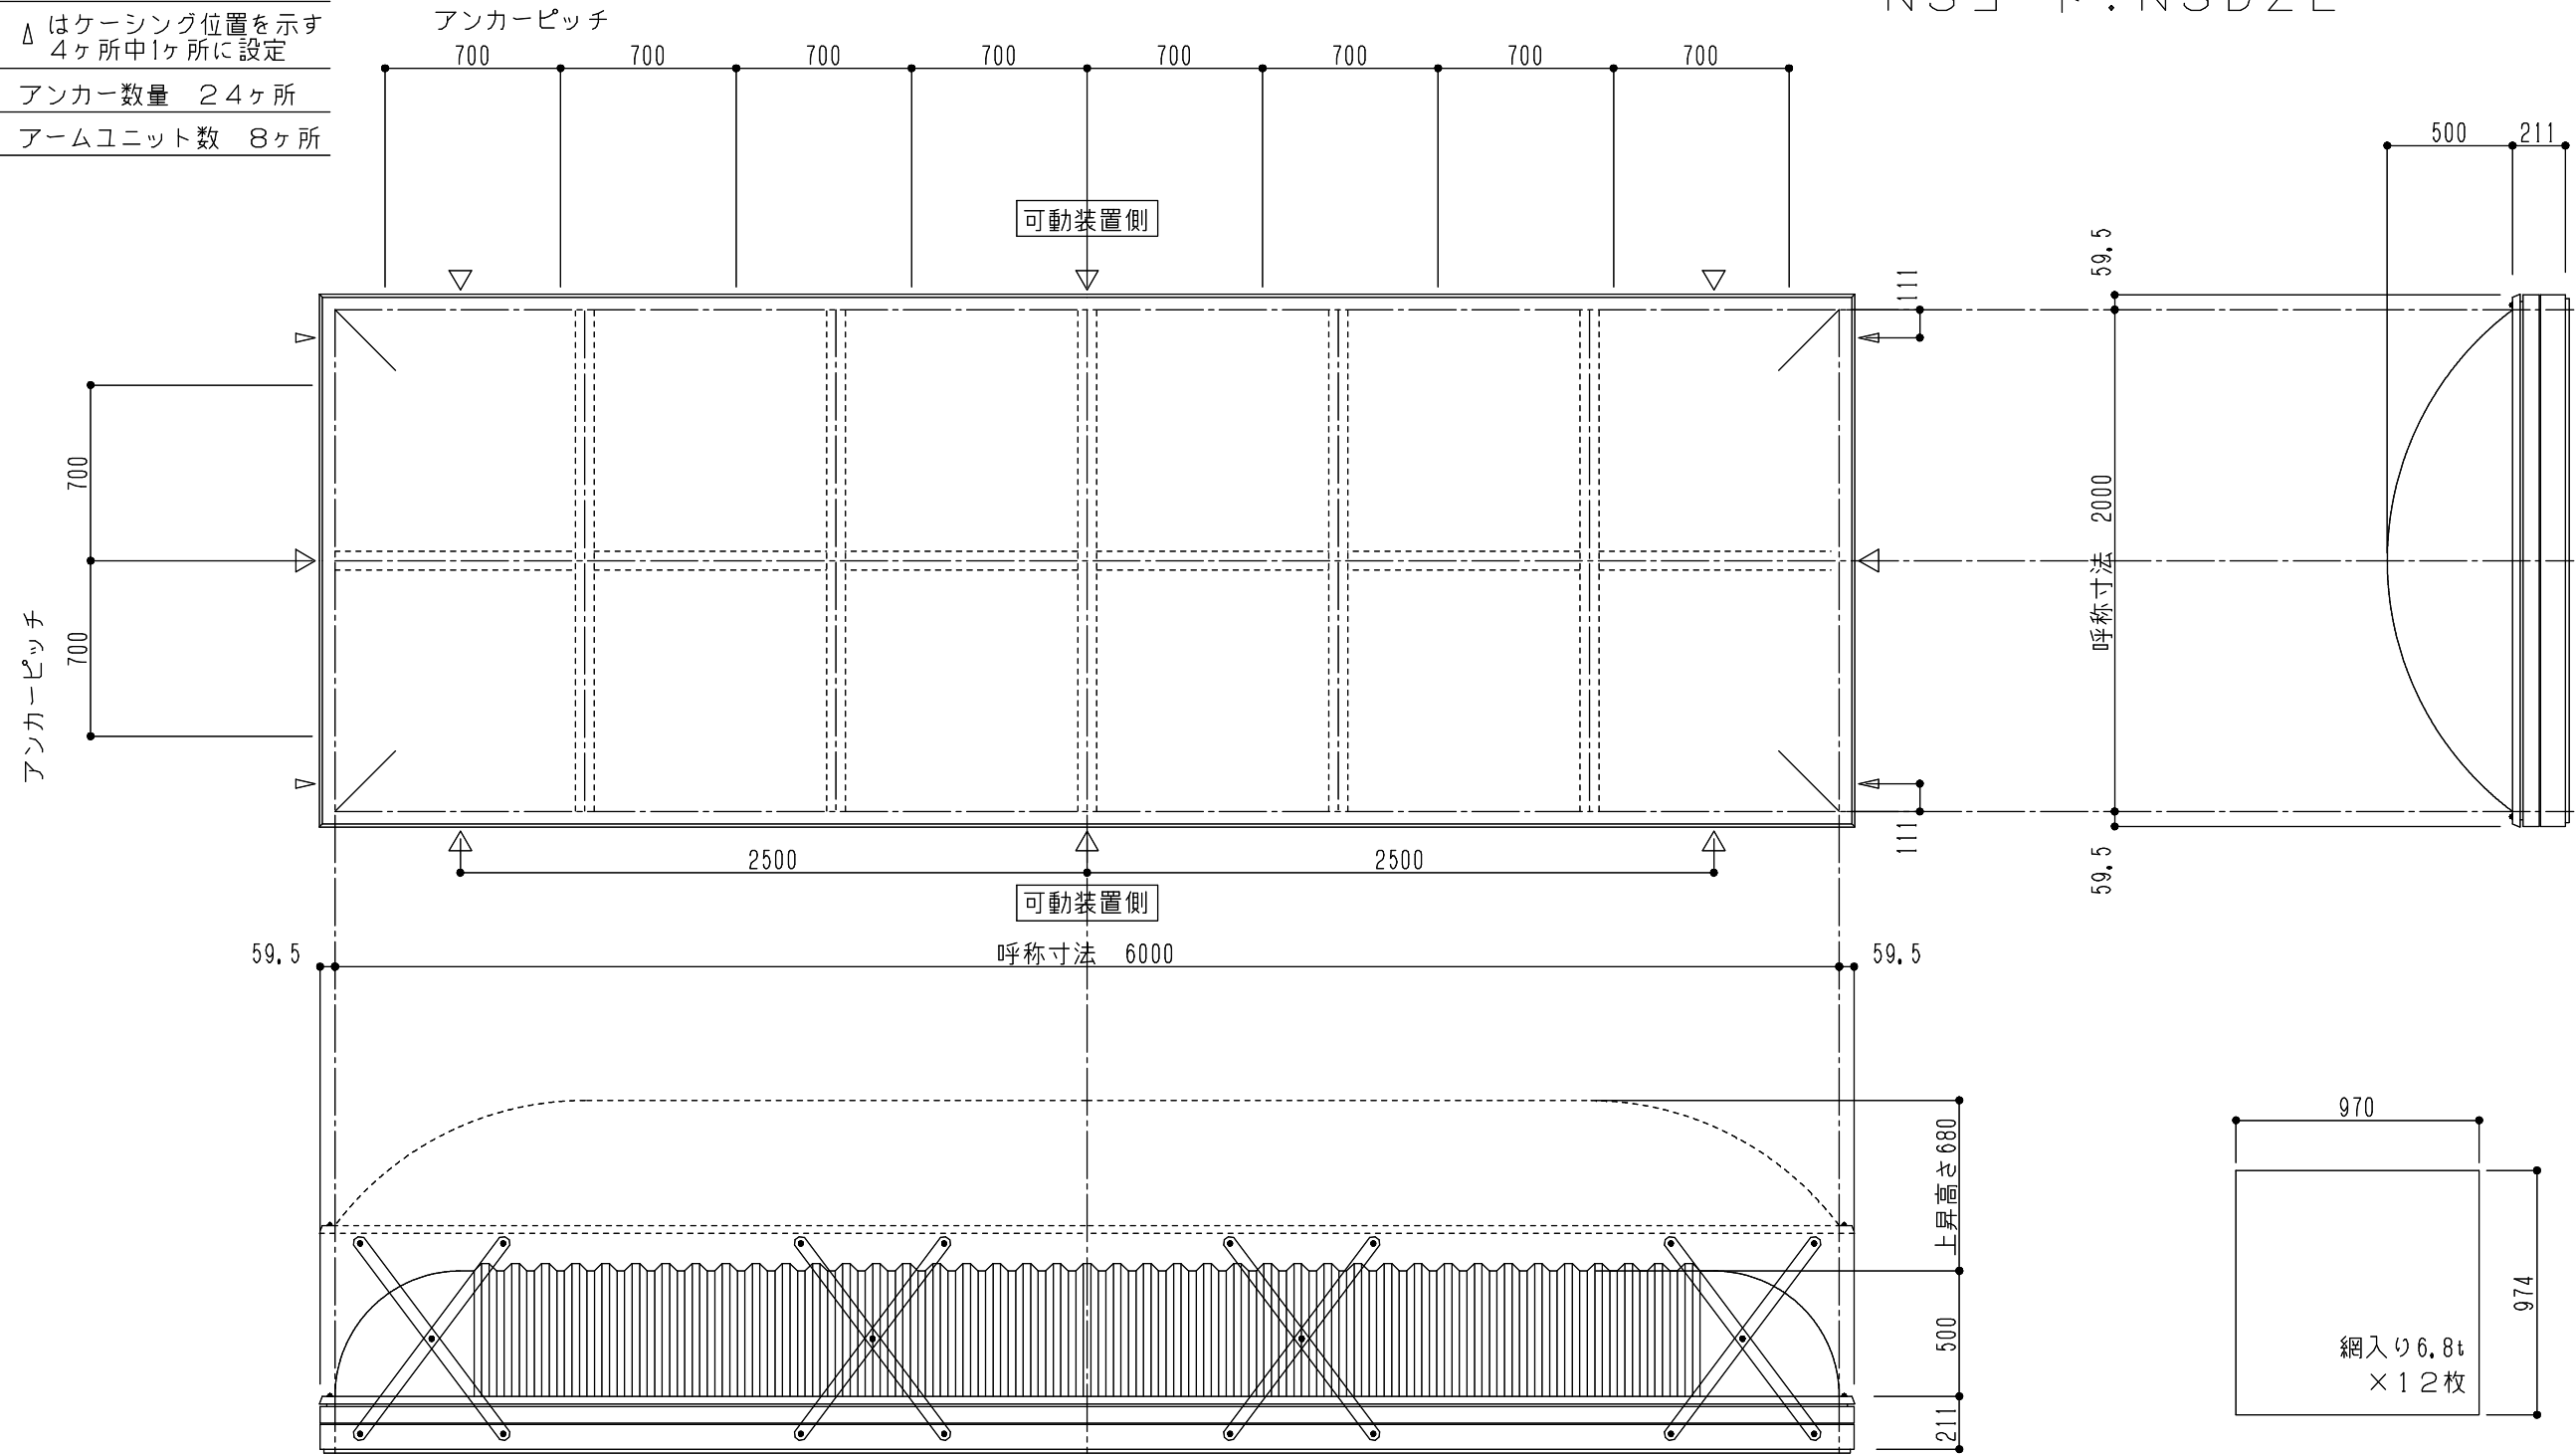 △ はケーシング位置を示す
4ヶ所中1ヶ所に設定
アンカー数量 24ヶ所
アームユニット数 8ヶ所
アンカーピッチ
700 700 700 700 700 700 700 700
可動装置側
500 211
59.5
111
700
700
アンカーピッチ
呼称寸法 2000
111
59.5
2500 2500
可動装置側
59.5 呼称寸法 6000 59.5
上昇高さ680
500
211
970
974
網入り6.8t
×12枚